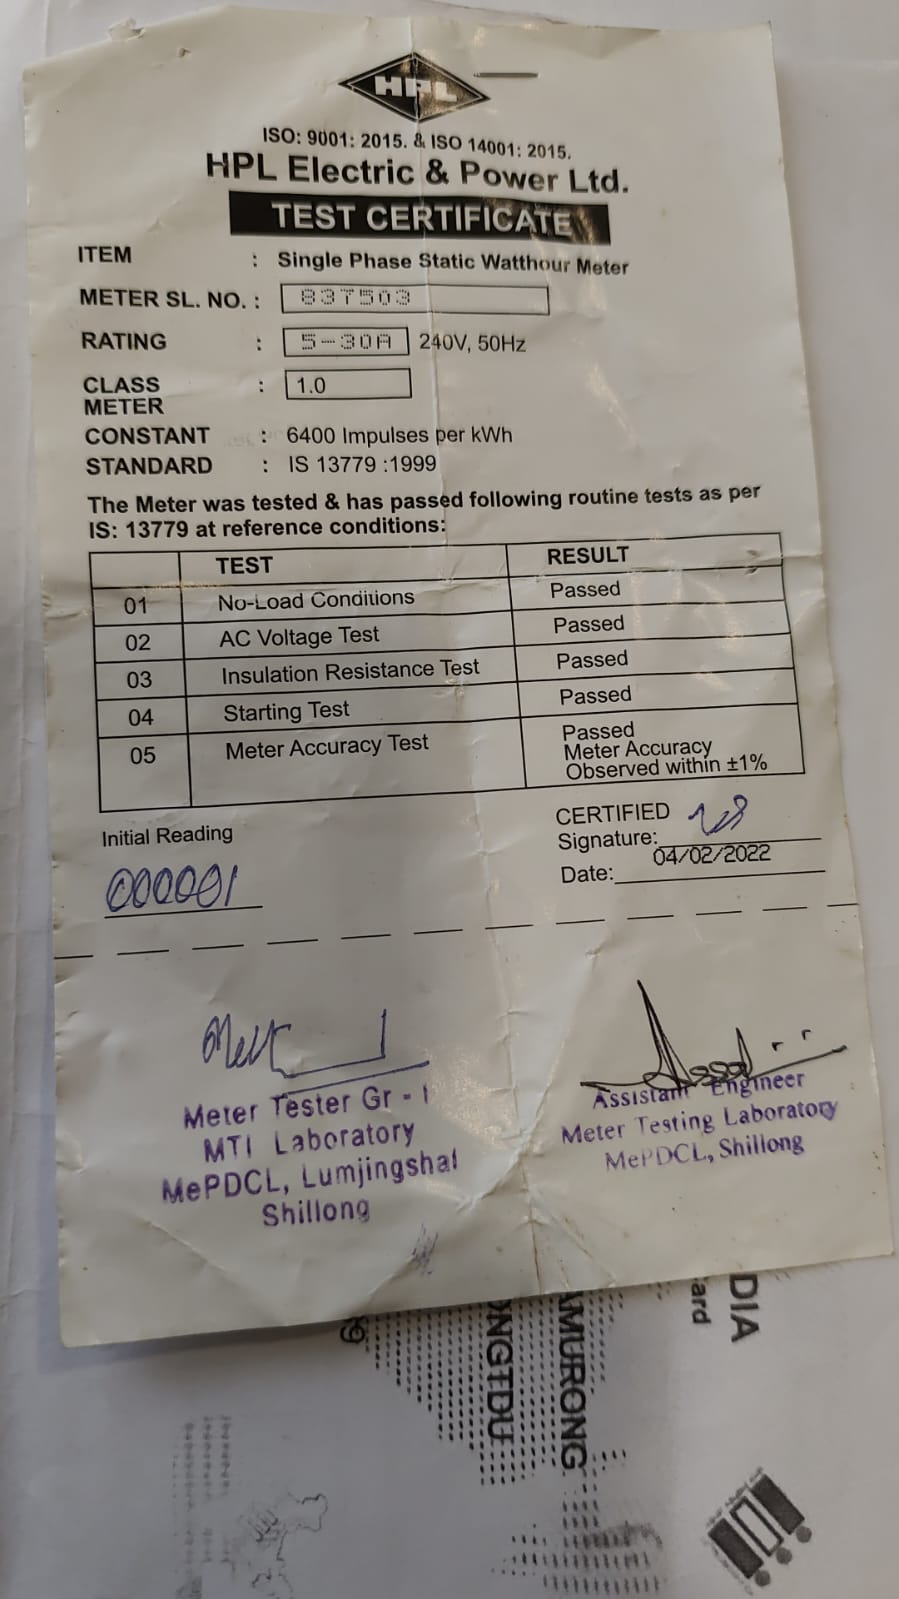 HPL
ISO: 9001: 2015. & ISO 14001: 2015.
HPL Electric & Power Ltd.
TEST CERTIFICATE
ITEM : Single Phase Static Watthour Meter
METER SL. NO. : 837503
RATING : 5-30A 240V, 50Hz
CLASS : 1.0
METER
CONSTANT : 6400 Impulses per kWh
STANDARD : IS 13779 :1999
The Meter was tested & has passed following routine tests as per
IS: 13779 at reference conditions:
TEST RESULT
01 No-Load Conditions Passed
02 AC Voltage Test Passed
03 Insulation Resistance Test Passed
04 Starting Test Passed
05 Meter Accuracy Test Passed
Meter Accuracy
Observed within ±1%
Initial Reading
000001
CERTIFIED
Signature:
Date: 04/02/2022
Meter Tester Gr - I
MTI Laboratory
MePDCL, Lumjingshai
Shillong
Assistant Engineer
Meter Testing Laboratory
MePDCL, Shillong
DIA
ard
AMURONG
ONGTDU